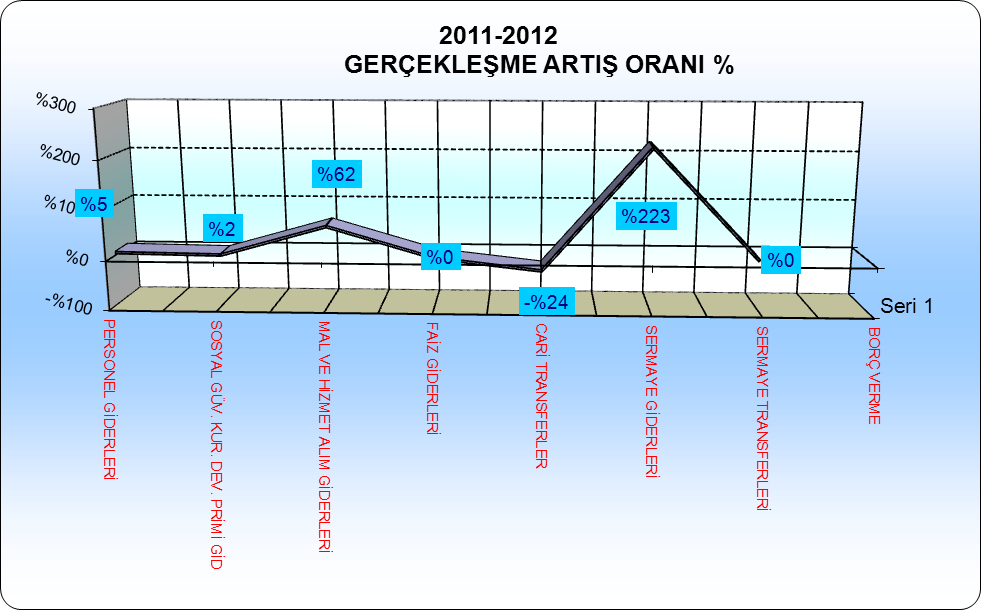 2011-2012
GERÇEKLEŞME ARTIŞ ORANI %
%300
%200
%10
%0
-%100
%5
%2
%62
%0
-%24
%223
%0
Seri 1
PERSONEL GİDERLERİ
SOSYAL GÜV. KUR. DEV. PRİMİ GİD
MAL VE HİZMET ALIM GİDERLERİ
FAİZ GİDERLERİ
CARİ TRANSFERLER
SERMAYE GİDERLERİ
SERMAYE TRANSFERLERİ
BORÇ VERME